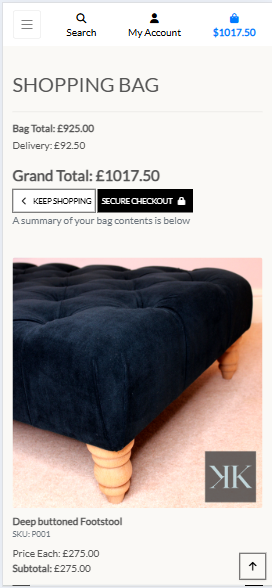 Search
My Account
$1017.50
SHOPPING BAG
Bag Total: £925.00
Delivery: £92.50
Grand Total: £1017.50
KEEP SHOPPING
SECURE CHECKOUT
A summary of your bag contents is below
KK
Deep buttoned Footstool
SKU: P001
Price Each: £275.00
Subtotal: £275.00